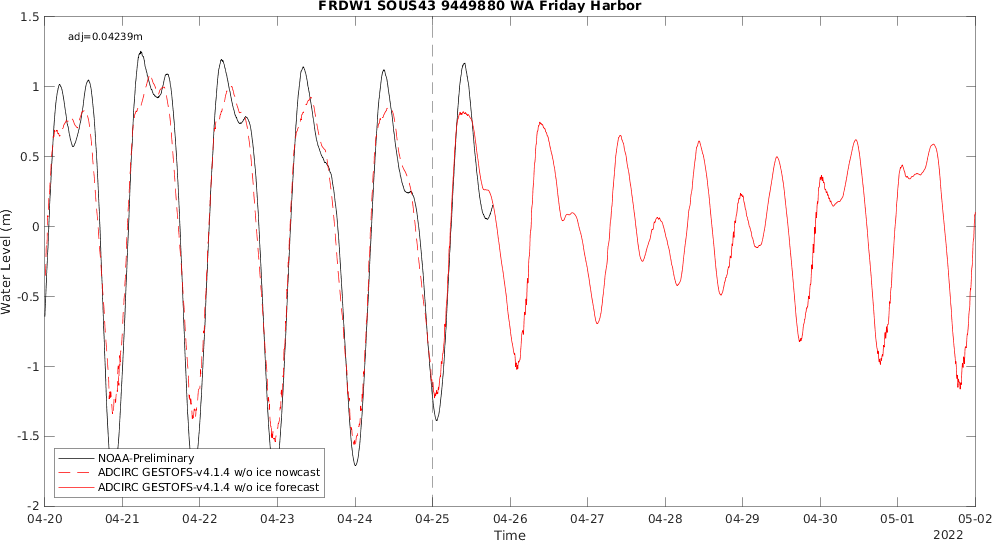 FRDW1 SOUS43 9449880 WA Friday Harbor
adj=0.04239m
Water Level (m)
1.5
1
0.5
0
-0.5
-1
-1.5
-2
NOAA-Preliminary
ADCIRC GESTOFS-v4.1.4 w/o ice nowcast
ADCIRC GESTOFS-v4.1.4 w/o ice forecast
04-20 04-21 04-22 04-23 04-24 04-25 04-26 04-27 04-28 04-29 04-30 05-01 05-02
Time
2022